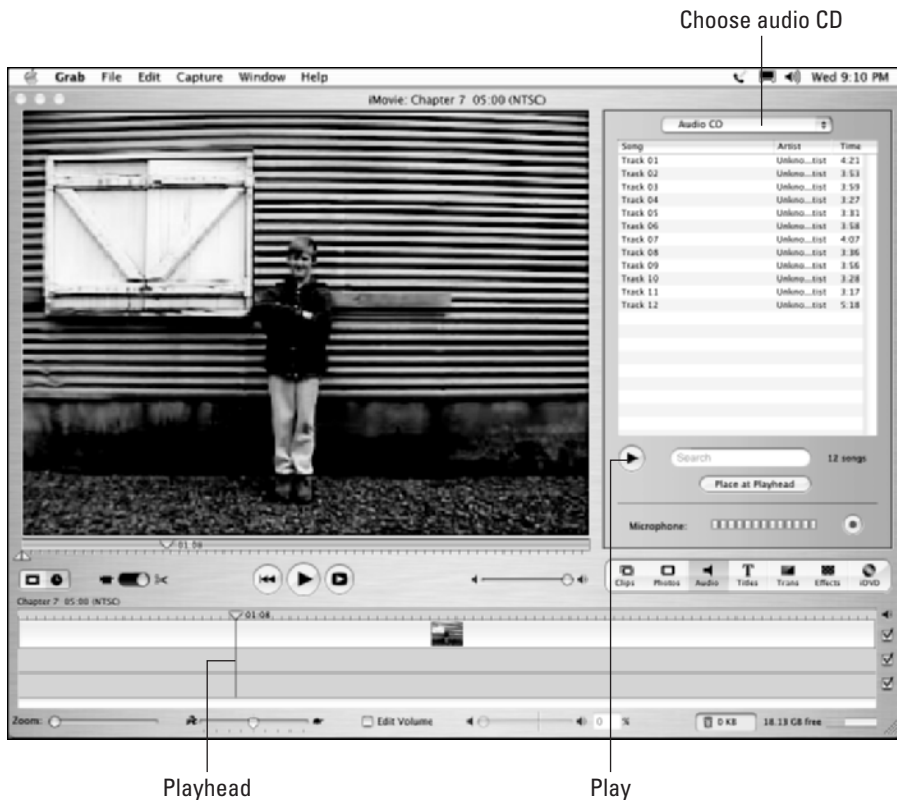 Choose audio CD
Grab File Edit Capture Window Help Wed 9:10 PM
iMovie: Chapter 7 05:00 (NTSC)
Audio CD
Song Artist Time
Track 01 Unkno...tist 4:21
Track 02 Unkno...tist 3:53
Track 03 Unkno...tist 3:59
Track 04 Unkno...tist 3:27
Track 05 Unkno...tist 3:31
Track 06 Unkno...tist 3:58
Track 07 Unkno...tist 4:07
Track 08 Unkno...tist 3:36
Track 09 Unkno...tist 3:56
Track 10 Unkno...tist 3:28
Track 11 Unkno...tist 3:17
Track 12 Unkno...tist 5:18
Search 12 songs
Place at Playhead
Microphone:
01:08
Clips Photos Audio Titles Trans Effects iDVD
Chapter 7 05:00 (NTSC)
01:08
Zoom: Edit Volume 0 % 0 KB 18.13 GB free
Playhead Play